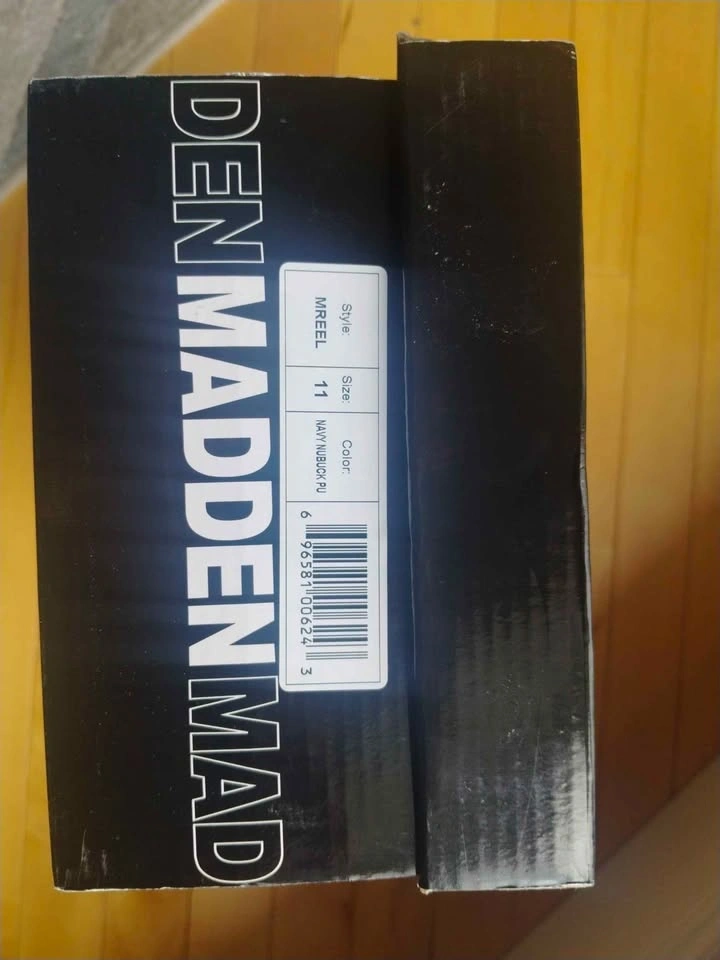 DEN MADDEN MAD
Style: Size: Color:
MREEL 11 NAVY NUBUCK PU
6 96581 00624 3